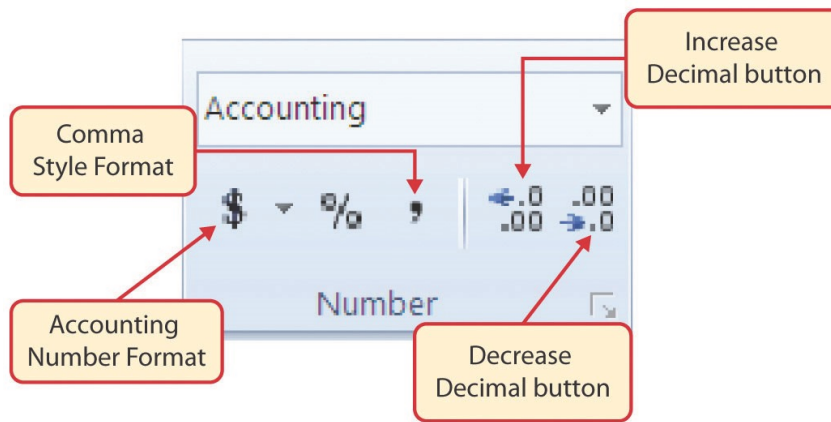 Increase
Decimal button
Accounting
Comma
Style Format
$ % , .0 .00
.00 .0
Number
Accounting
Number Format
Decrease
Decimal button